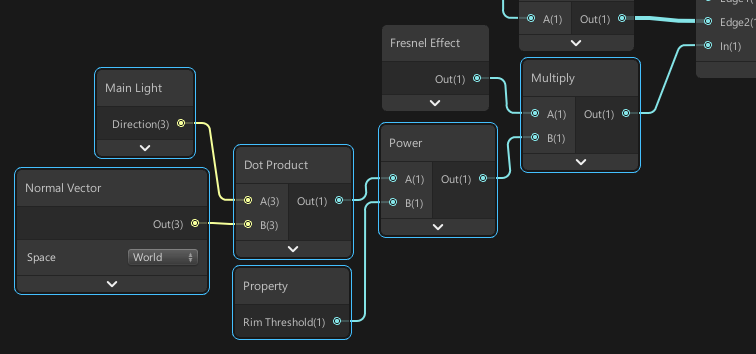 Edge1(1
A(1) Out(1)
Edge2(1
In(1)
Fresnel Effect
Out(1)
Multiply
A(1) Out(1)
B(1)
Main Light
Direction(3)
Power
A(1) Out(1)
B(1)
Dot Product
A(3) Out(1)
B(3)
Normal Vector
Out(3)
Space World
Property
Rim Threshold(1)